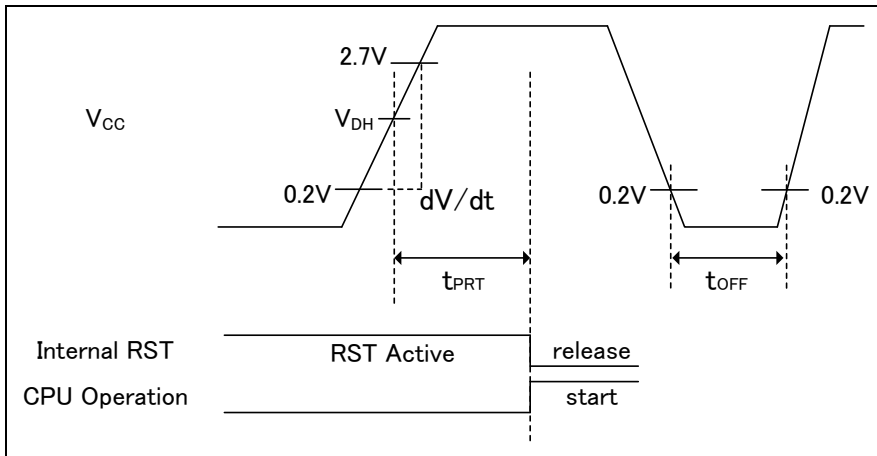 2.7V
VCC
VDH
0.2V
dV/dt
0.2V
0.2V
tPRT
tOFF
Internal RST
RST Active
release
CPU Operation
start